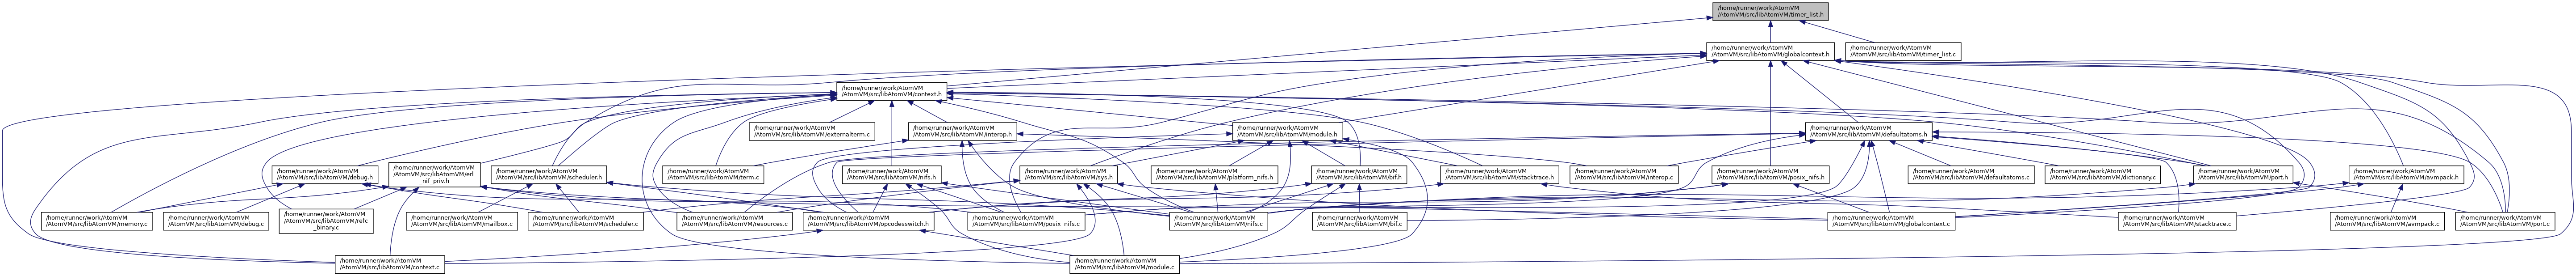 /home/runner/work/AtomVM
/AtomVM/src/libAtomVM/timer_list.h
/home/runner/work/AtomVM
/AtomVM/src/libAtomVM/globalcontext.h
/home/runner/work/AtomVM
/AtomVM/src/libAtomVM/timer_list.c
/home/runner/work/AtomVM
/AtomVM/src/libAtomVM/context.h
/home/runner/work/AtomVM
/AtomVM/src/libAtomVM/externalterm.c
/home/runner/work/AtomVM
/AtomVM/src/libAtomVM/interop.h
/home/runner/work/AtomVM
/AtomVM/src/libAtomVM/module.h
/home/runner/work/AtomVM
/AtomVM/src/libAtomVM/defaultatoms.h
/home/runner/work/AtomVM
/AtomVM/src/libAtomVM/debug.h
/home/runner/work/AtomVM
/AtomVM/src/libAtomVM/erl
_nif_priv.h
/home/runner/work/AtomVM
/AtomVM/src/libAtomVM/scheduler.h
/home/runner/work/AtomVM
/AtomVM/src/libAtomVM/term.c
/home/runner/work/AtomVM
/AtomVM/src/libAtomVM/nifs.h
/home/runner/work/AtomVM
/AtomVM/src/libAtomVM/sys.h
/home/runner/work/AtomVM
/AtomVM/src/libAtomVM/platform_nifs.h
/home/runner/work/AtomVM
/AtomVM/src/libAtomVM/bif.h
/home/runner/work/AtomVM
/AtomVM/src/libAtomVM/stacktrace.h
/home/runner/work/AtomVM
/AtomVM/src/libAtomVM/interop.c
/home/runner/work/AtomVM
/AtomVM/src/libAtomVM/posix_nifs.h
/home/runner/work/AtomVM
/AtomVM/src/libAtomVM/defaultatoms.c
/home/runner/work/AtomVM
/AtomVM/src/libAtomVM/dictionary.c
/home/runner/work/AtomVM
/AtomVM/src/libAtomVM/port.h
/home/runner/work/AtomVM
/AtomVM/src/libAtomVM/avmpack.h
/home/runner/work/AtomVM
/AtomVM/src/libAtomVM/memory.c
/home/runner/work/AtomVM
/AtomVM/src/libAtomVM/debug.c
/home/runner/work/AtomVM
/AtomVM/src/libAtomVM/refc
_binary.c
/home/runner/work/AtomVM
/AtomVM/src/libAtomVM/mailbox.c
/home/runner/work/AtomVM
/AtomVM/src/libAtomVM/scheduler.c
/home/runner/work/AtomVM
/AtomVM/src/libAtomVM/resources.c
/home/runner/work/AtomVM
/AtomVM/src/libAtomVM/opcodesswitch.h
/home/runner/work/AtomVM
/AtomVM/src/libAtomVM/posix_nifs.c
/home/runner/work/AtomVM
/AtomVM/src/libAtomVM/nifs.c
/home/runner/work/AtomVM
/AtomVM/src/libAtomVM/bif.c
/home/runner/work/AtomVM
/AtomVM/src/libAtomVM/globalcontext.c
/home/runner/work/AtomVM
/AtomVM/src/libAtomVM/stacktrace.c
/home/runner/work/AtomVM
/AtomVM/src/libAtomVM/avmpack.c
/home/runner/work/AtomVM
/AtomVM/src/libAtomVM/port.c
/home/runner/work/AtomVM
/AtomVM/src/libAtomVM/context.c
/home/runner/work/AtomVM
/AtomVM/src/libAtomVM/module.c